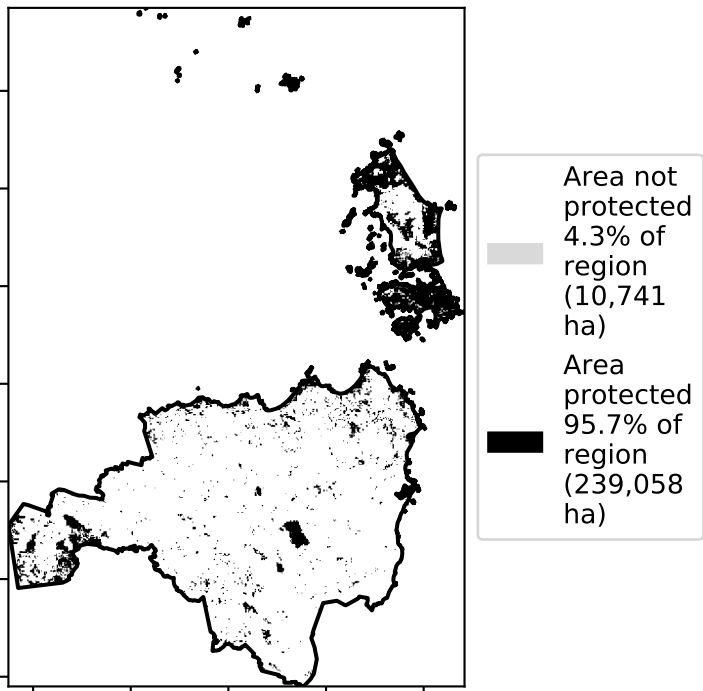 Area not
protected
4.3% of
region
(10,741
ha)
Area
protected
95.7% of
region
(239,058
ha)